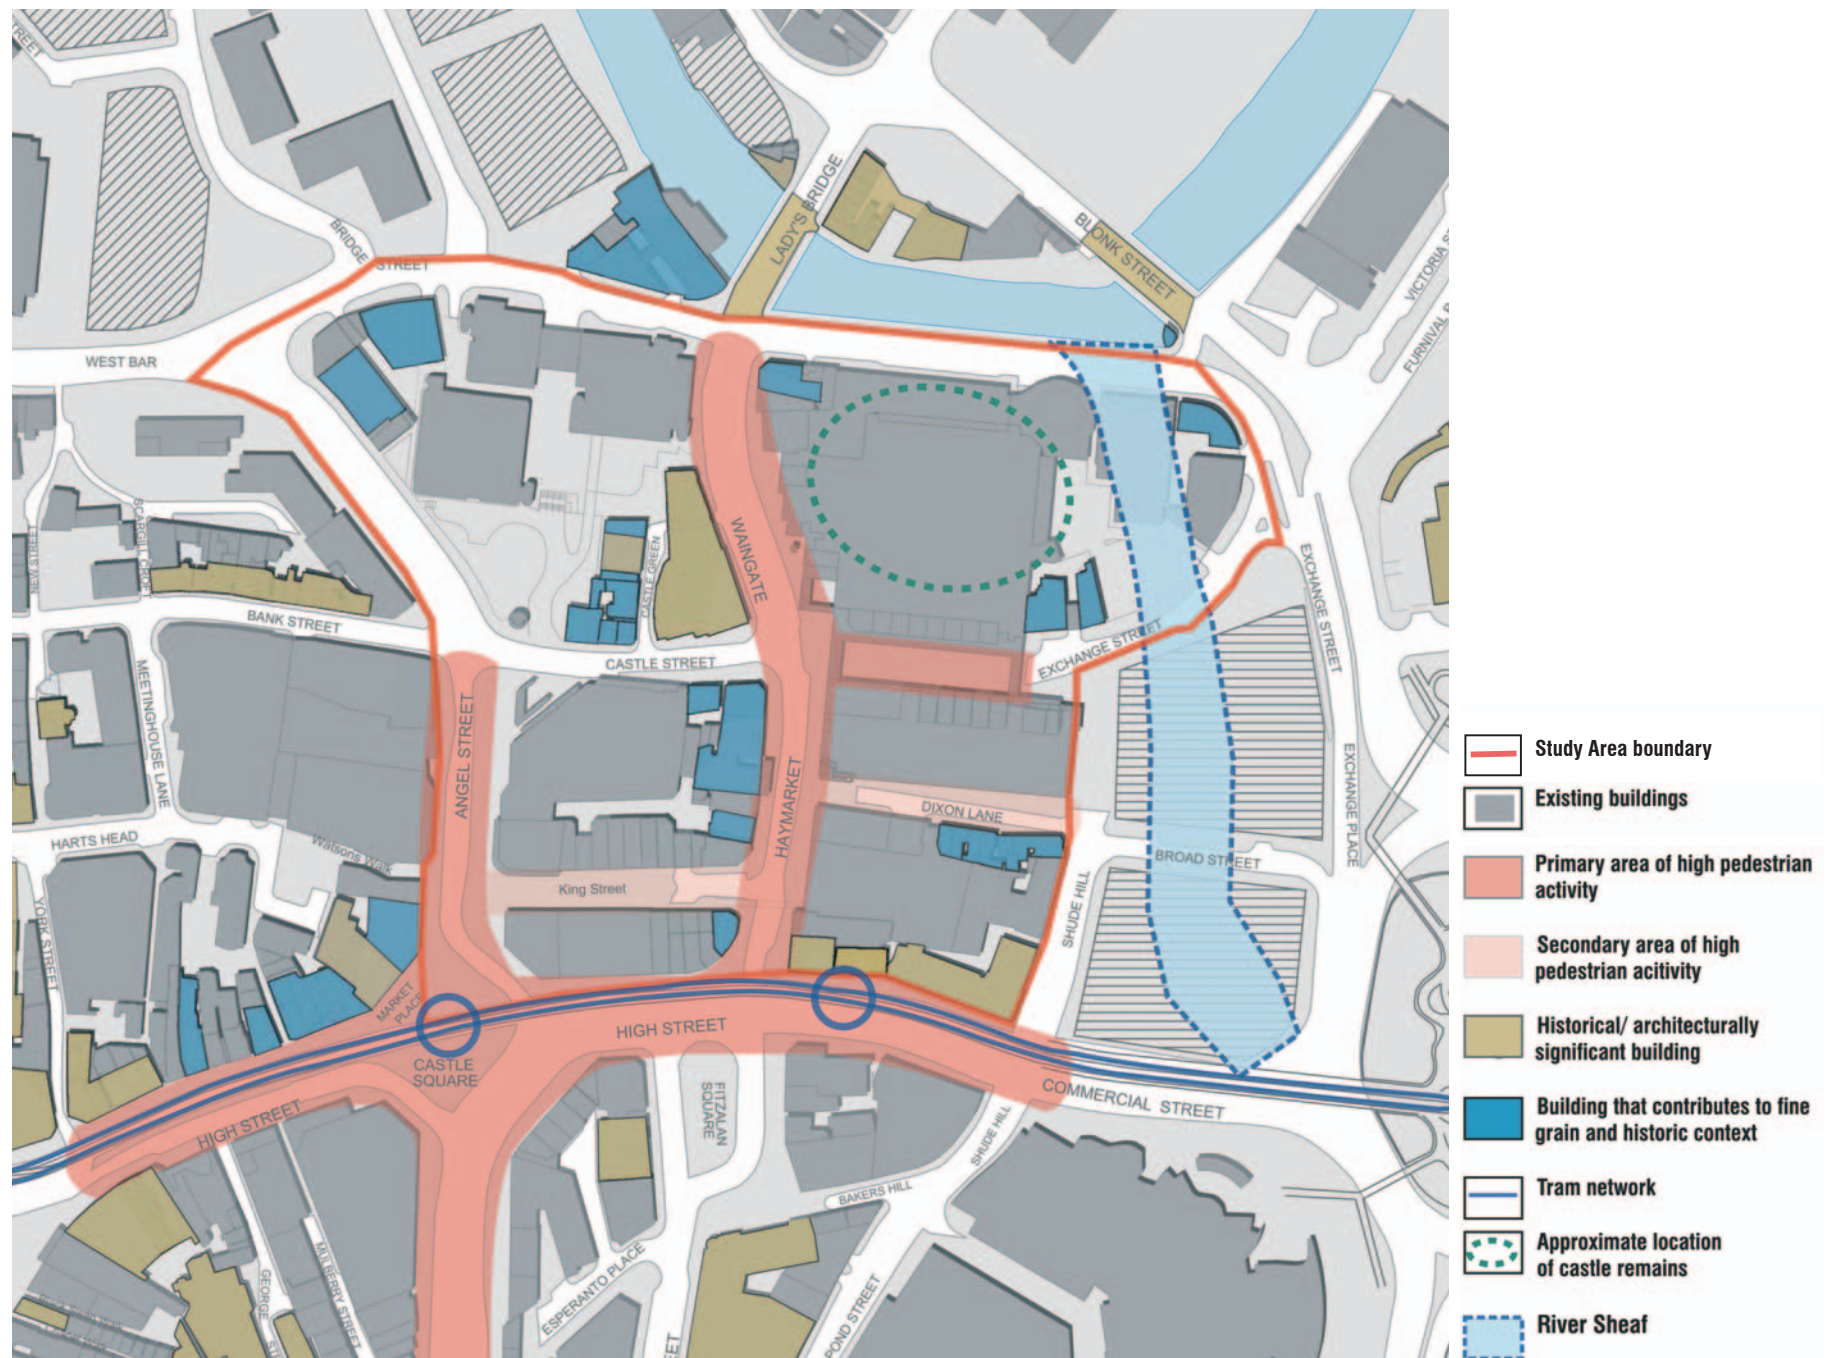 REET
BRIDGE
STREET
LADY'S BRIDGE
BLONK STREET
VICTORIA S
FURNIVAL
WEST BAR
NEW STREET
SCARGILL CROFT
BANK STREET
CASTLE GREEN
WAINGATE
CASTLE STREET
EXCHANGE STREET
EXCHANGE STREET
MEETINGHOUSE LANE
ANGEL STREET
HAYMARKET
DIXON LANE
EXCHANGE PLACE
HARTS HEAD
Watsons Walk
King Street
BROAD STREET
SHUDE HILL
YORK STREET
MARKET
PLACE
HIGH STREET
CASTLE
SQUARE
HIGH STREET
FITZALAN
SQUARE
COMMERCIAL STREET
SHUDE HILL
BAKERS HILL
ESPERANTO PLACE
POND STREET
GEORGE
ST
MULBERRY STREET
EET
Study Area boundary
Existing buildings
Primary area of high pedestrian
activity
Secondary area of high
pedestrian acitivity
Historical/ architecturally
significant building
Building that contributes to fine
grain and historic context
Tram network
Approximate location
of castle remains
River Sheaf